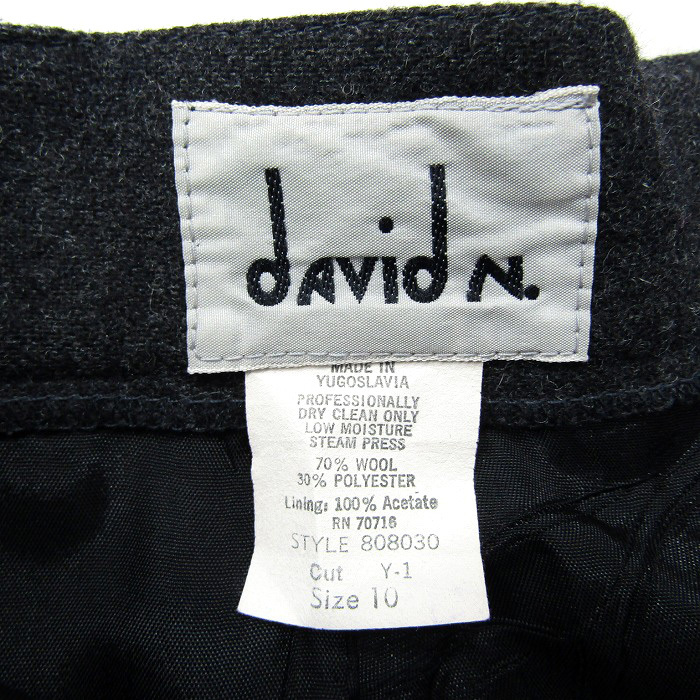 david N.
MADE IN
YUGOSLAVIA
PROFESSIONALLY
DRY CLEAN ONLY
LOW MOISTURE
STEAM PRESS
70% WOOL
30% POLYESTER
Lining: 100% Acetate
RN 70716
STYLE 808030
Cut Y-1
Size 10